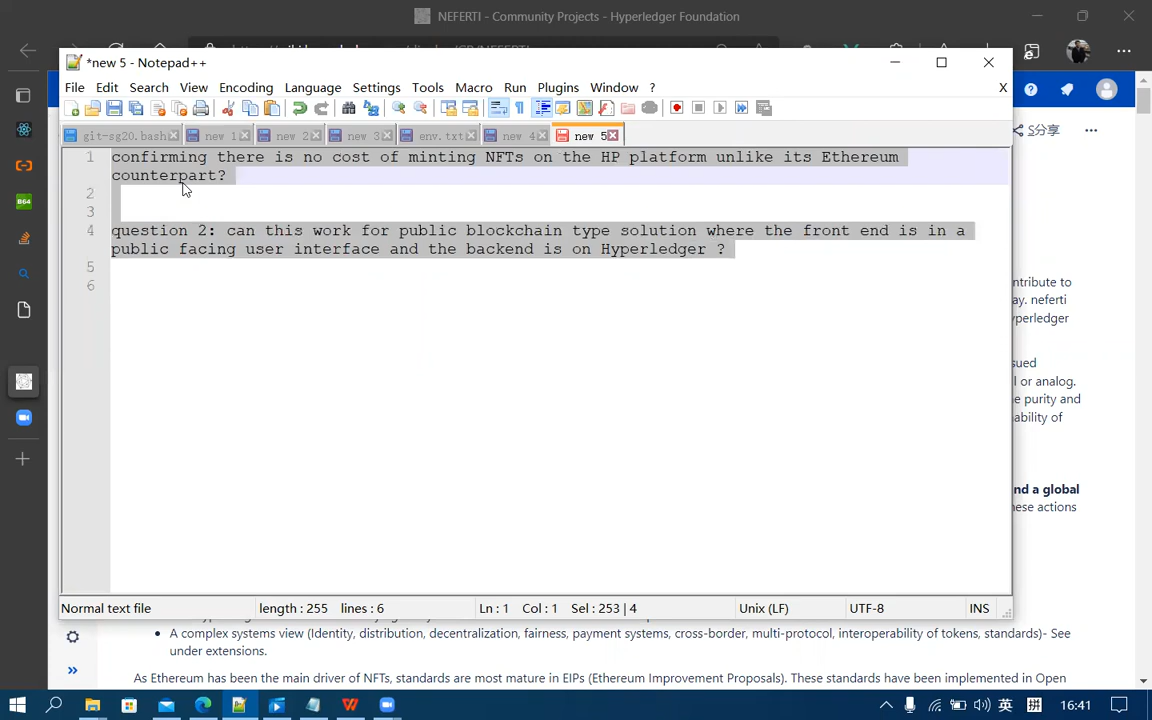 NEFERTI - Community Projects - Hyperledger Foundation
*new 5 - Notepad++
File Edit Search View Encoding Language Settings Tools Macro Run Plugins Window ? X
git-sg20.bash new 1 new 2 new 3 env.txt new 4 new 5
S分享
1 confirming there is no cost of minting NFTs on the HP platform unlike its Ethereum
counterpart?
2
3
4 question 2: can this work for public blockchain type solution where the front end is in a
public facing user interface and the backend is on Hyperledger ?
5
6
B64
ntribute to
ay. neferti
yperledger
sued
l or analog.
e purity and
nability of
nd a global
hese actions
Normal text file length : 255 lines : 6 Ln : 1 Col : 1 Sel : 253 | 4 Unix (LF) UTF-8 INS
• A complex systems view (Identity, distribution, decentralization, fairness, payment systems, cross-border, multi-protocol, interoperability of tokens, standards)- See
under extensions.
As Ethereum has been the main driver of NFTs, standards are most mature in EIPs (Ethereum Improvement Proposals). These standards have been implemented in Open
英 拼 16:41